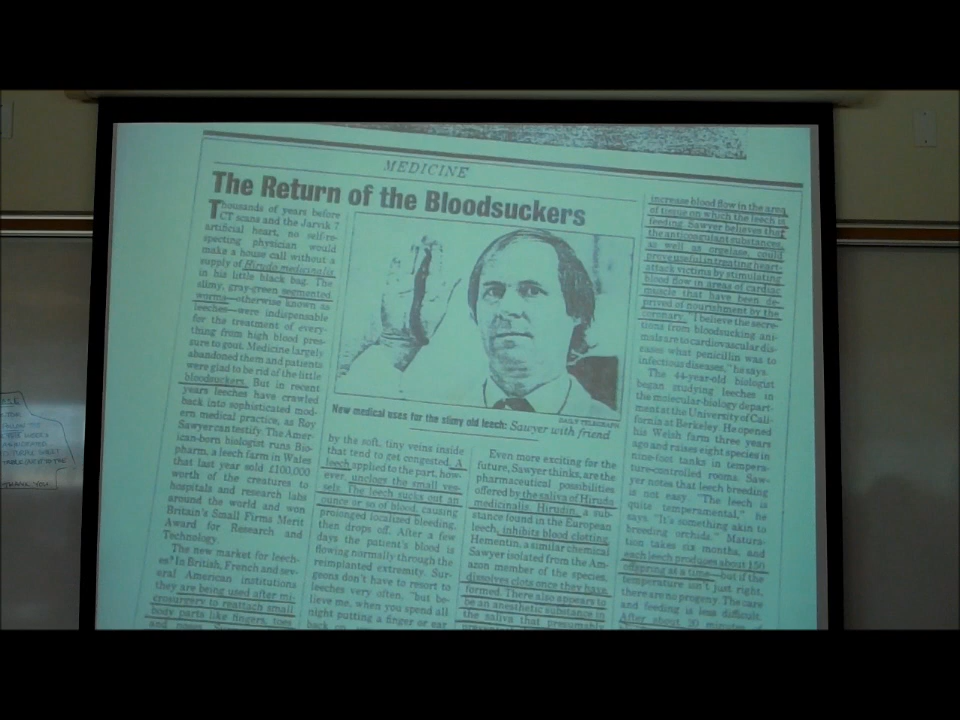 MEDICINE
The Return of the Bloodsuckers
Thousands of years before
CT scans and the Jarvik 7
artificial heart, no self-re-
specting physician would
make a house call without a
supply of Hirudo medicinalis
in his little black bag. The
slimy, gray-green segmented
worms—otherwise known as
leeches—were indispensable
for the treatment of every-
thing from high blood pres-
sure to gout. Medicine largely
abandoned them and patients
were glad to be rid of the little
bloodsuckers. But in recent
years leeches have crawled
back into sophisticated mod-
ern medical practice, as Roy
Sawyer can testify. The Amer-
ican-born biologist runs Bio-
pharm, a leech farm in Wales
that last year sold £100,000
worth of the creatures to
hospitals and research labs
around the world and won
Britain's Small Firms Merit
Award for Research and
Technology.
The new market for leech-
es? In British, French and sev-
eral American institutions
they are being used after mi-
crosurgery to reattach small
body parts like fingers, toes
and noses
DAILY TELEGRAPH
New medical uses for the slimy old leech: Sawyer with friend
by the soft, tiny veins inside
that tend to get congested. A
leech applied to the part, how-
ever, unclogs the small ves-
sels. The leech sucks out an
ounce or so of blood, causing
prolonged localized bleeding,
then drops off. After a few
days the patient's blood is
flowing normally through the
reimplanted extremity. Sur-
geons don't have to resort to
leeches very often, "but be-
lieve me, when you spend all
night putting a finger or ear
back on
Even more exciting for the
future, Sawyer thinks, are the
pharmaceutical possibilities
offered by the saliva of Hirudo
medicinalis. Hirudin, a sub-
stance found in the European
leech, inhibits blood clotting.
Hementin, a similar chemical
Sawyer isolated from the Am-
azon member of the species,
dissolves clots once they have
formed. There also appears to
be an anesthetic substance in
the saliva that presumably
increase blood flow in the area
of tissue on which the leech is
feeding. Sawyer believes that
the anticoagulant substances,
as well as orgelase, could
prove useful in treating heart-
attack victims by stimulating
blood flow in areas of cardiac
muscle that have been de-
prived of nourishment by the
coronary. "I believe the secre-
tions from bloodsucking ani-
mals are to cardiovascular dis-
eases what penicillin was to
infectious diseases," he says.
The 44-year-old biologist
began studying leeches in
the molecular-biology depart-
ment at the University of Cali-
fornia at Berkeley. He opened
his Welsh farm three years
ago and raises eight species in
nine-foot tanks in tempera-
ture-controlled rooms. Saw-
yer notes that leech breeding
is not easy. "The leech is
quite temperamental," he
says. "It's something akin to
breeding orchids." Matura-
tion takes six months, and
each leech produces about 150
offspring at a time—but if the
temperature isn't just right,
there are no progeny. The care
and feeding is less difficult.
After about 30 minutes of
THANK YOU